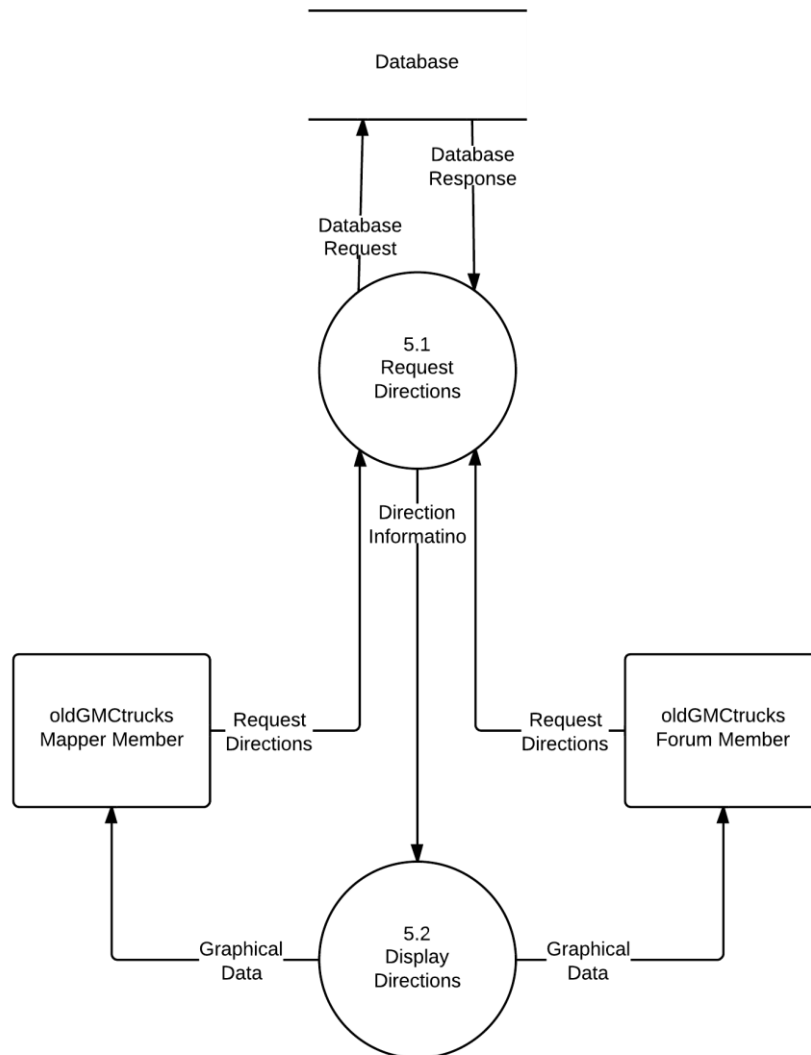 Database
Database
Response
Database
Request
5.1
Request
Directions
Direction
Informatino
oldGMCtrucks
Mapper Member
Request
Directions
Request
Directions
oldGMCtrucks
Forum Member
Graphical
Data
5.2
Display
Directions
Graphical
Data